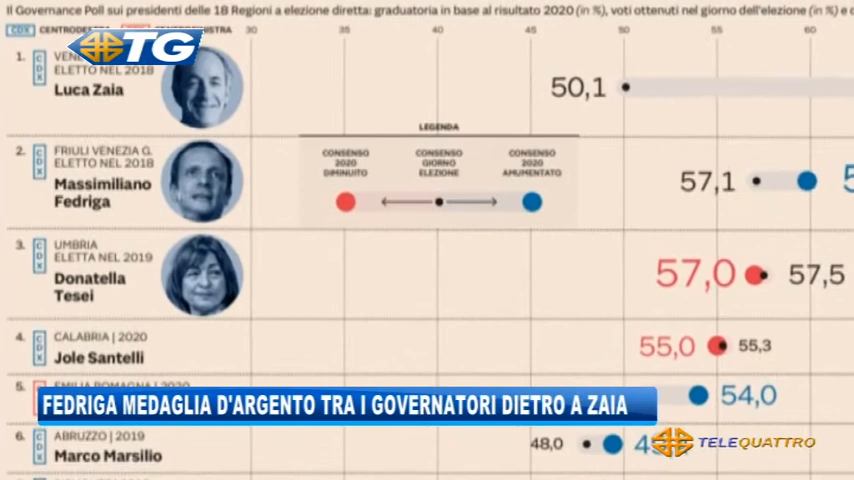 Il Governance Poll sui presidenti delle 18 Regioni a elezione diretta: graduatoria in base al risultato 2020 (in %), voti ottenuti nel giorno dell'elezione (in %) e
CDX
30 35 40 45 50 55 60
TG
1. CDX
ELETTO NEL 2018
Luca Zaia
50,1
LEGENDA
CONSENSO 2020 DIMINUITO
CONSENSO GIORNO ELEZIONE
CONSENSO 2020 AMUMENTATO
2. CDX FRIULI VENEZIA G.
ELETTO NEL 2018
Massimiliano
Fedriga
57,1
3. CDX UMBRIA
ELETTA NEL 2019
Donatella
Tesei
57,0 57,5
4. CDX CALABRIA | 2020
Jole Santelli
55,0 55,3
5. EMILIA ROMAGNA | 2020
54,0
FEDRIGA MEDAGLIA D'ARGENTO TRA I GOVERNATORI DIETRO A ZAIA
6. CDX ABRUZZO | 2019
Marco Marsilio
48,0
TELEQUATTRO